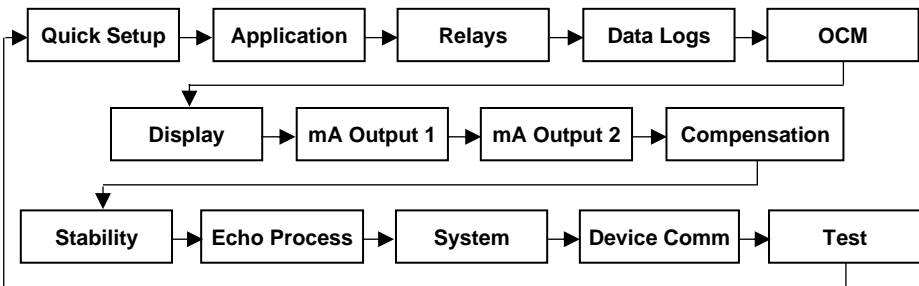 Quick Setup Application Relays Data Logs OCM
Display mA Output 1 mA Output 2 Compensation
Stability Echo Process System Device Comm Test